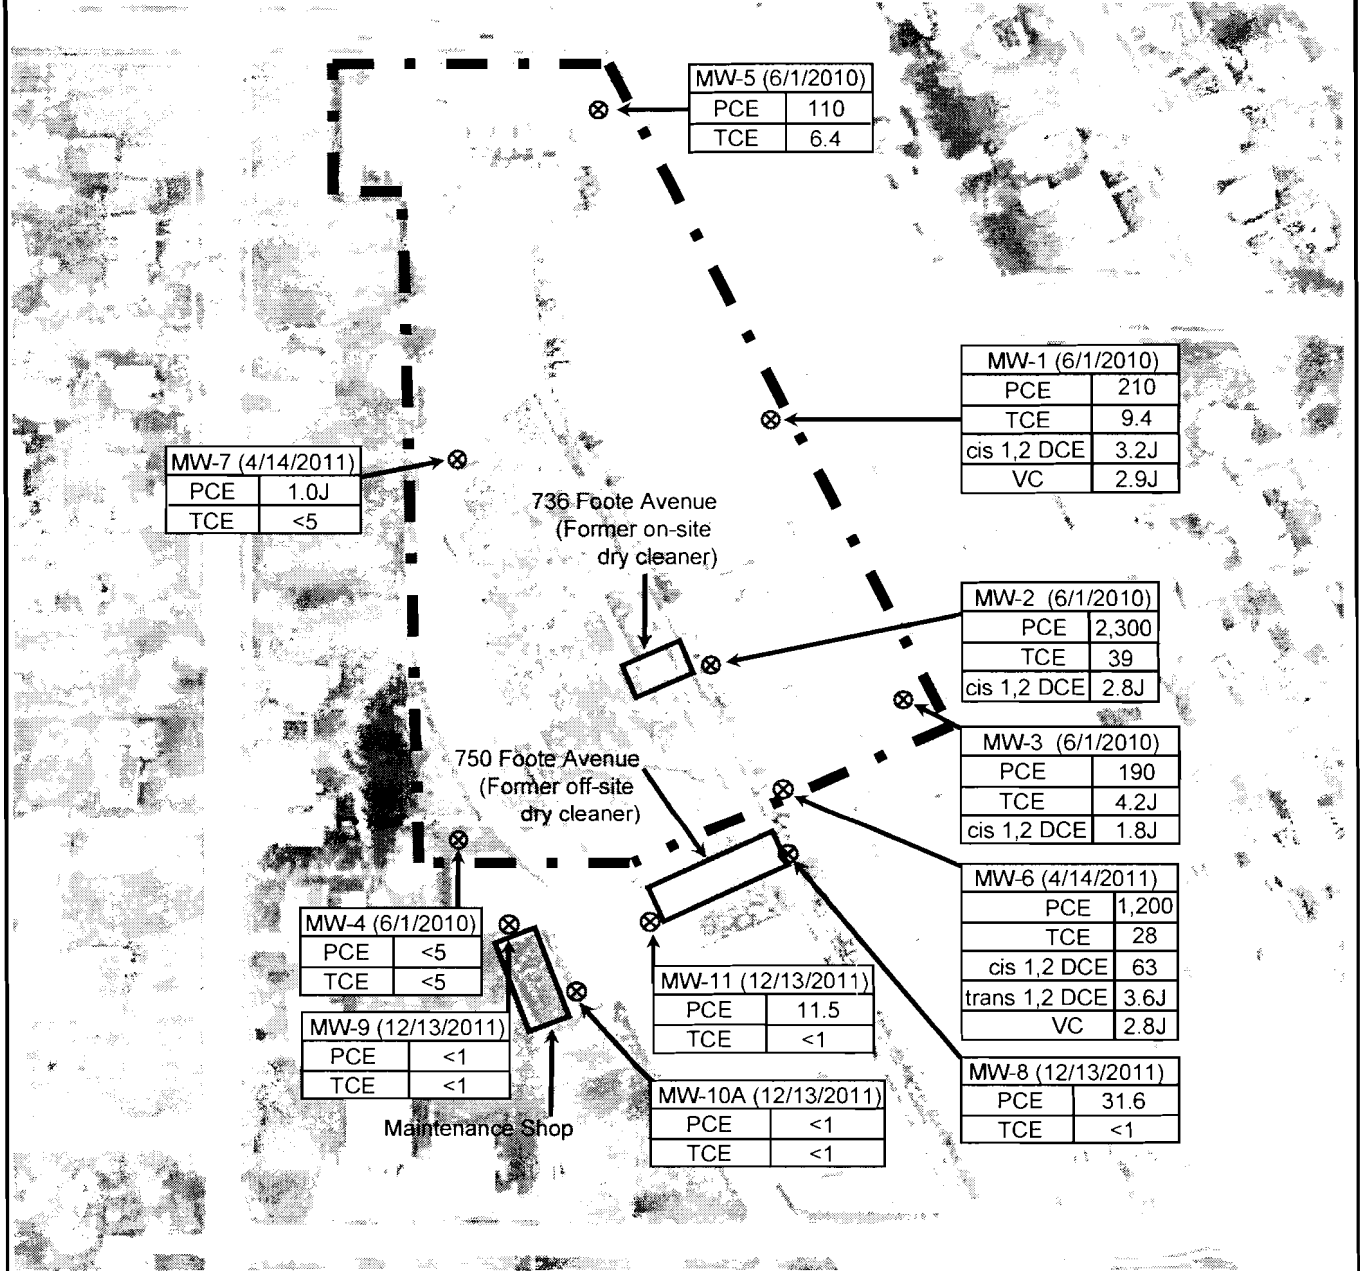 MW-5 (6/1/2010)
PCE 110
TCE 6.4
MW-1 (6/1/2010)
PCE 210
TCE 9.4
cis 1,2 DCE 3.2J
VC 2.9J
MW-7 (4/14/2011)
PCE 1.0J
TCE <5
736 Foote Avenue
(Former on-site
dry cleaner)
MW-2 (6/1/2010)
PCE 2,300
TCE 39
cis 1,2 DCE 2.8J
MW-3 (6/1/2010)
PCE 190
TCE 4.2J
cis 1,2 DCE 1.8J
750 Foote Avenue
(Former off-site
dry cleaner)
MW-6 (4/14/2011)
PCE 1,200
TCE 28
cis 1,2 DCE 63
trans 1,2 DCE 3.6J
VC 2.8J
MW-4 (6/1/2010)
PCE <5
TCE <5
MW-11 (12/13/2011)
PCE 11.5
TCE <1
MW-9 (12/13/2011)
PCE <1
TCE <1
MW-8 (12/13/2011)
PCE 31.6
TCE <1
MW-10A (12/13/2011)
PCE <1
TCE <1
Maintenance Shop